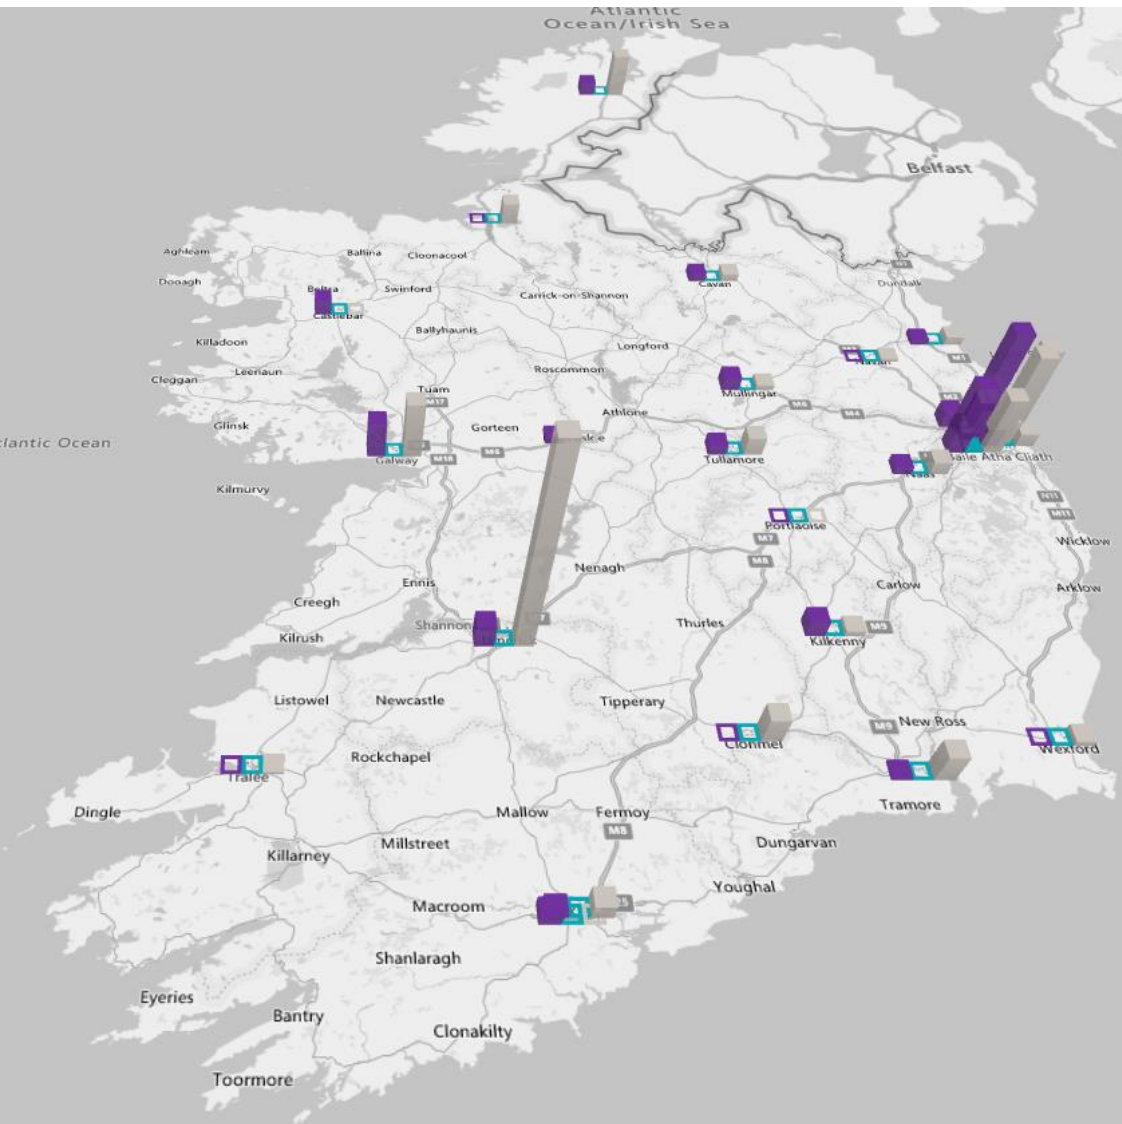 Atlantic
Ocean/Irish Sea
Belfast
Aghleam
Ballina
Cloonacool
Dooagh
Swinford
Castlebar
Carrick-on-Shannon
Cavan
Dundalk
Killadoon
Ballyhaunis
Longford
M1
Navan
Cleggan
Leenaun
Roscommon
Mullingar
Tuam
M17
Athlone
M6
M4
Glinsk
Gorteen
Atlantic Ocean
Galway
M18
M6
Tullamore
Baile Atha Cliath
Naas
Kilmurvy
N11
M11
Portlaoise
M7
M8
Wicklow
Nenagh
Ennis
Carlow
Arklow
Creegh
Shannon
Kilrush
Thurles
Kilkenny
M9
Listowel
Newcastle
Tipperary
Clonmel
M9
New Ross
Wexford
Rockchapel
Tralee
Dingle
Mallow
Fermoy
Tramore
M8
Millstreet
Dungarvan
Killarney
Youghal
Macroom
Shanlaragh
Eyeries
Bantry
Clonakilty
Toormore